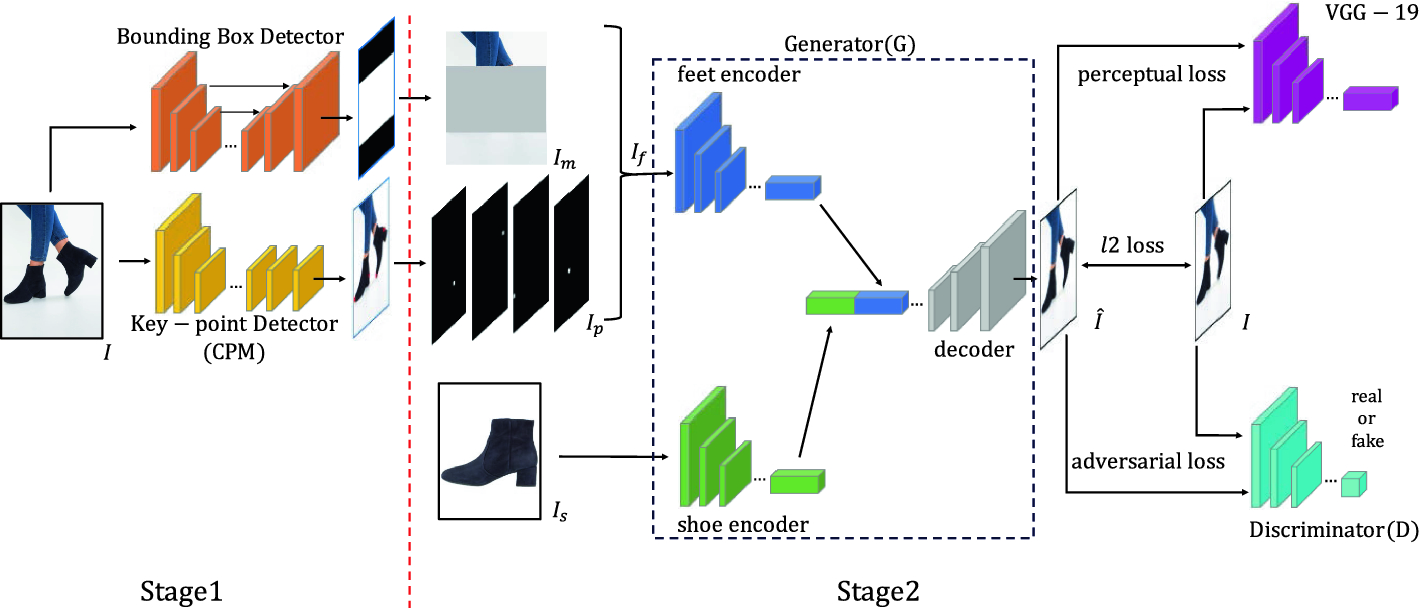 VGG − 19
Bounding Box Detector
Generator(G)
feet encoder
perceptual loss
...
...
...
I_m
I_f
l2 loss
...
...
Key − point Detector
(CPM)
I
I_p
decoder
Î
I
real
or
fake
adversarial loss
...
...
I_s
shoe encoder
Discriminator(D)
Stage1
Stage2